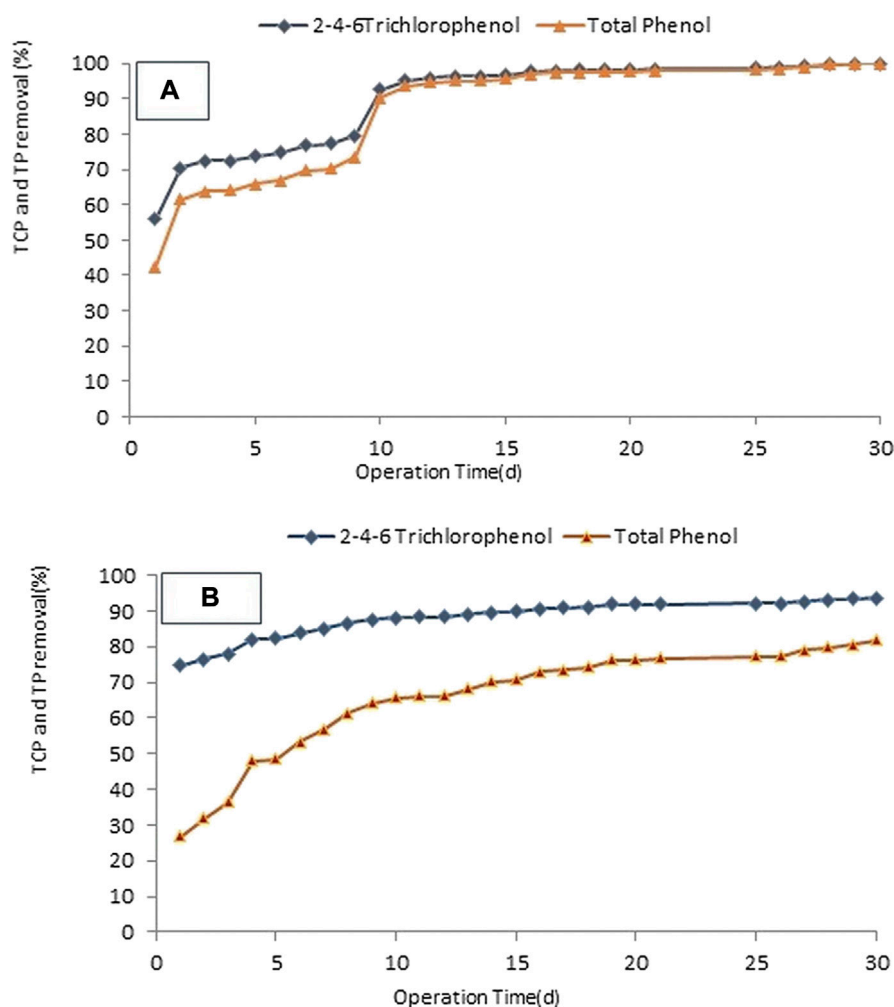 2-4-6Trichlorophenol Total Phenol
100
90
80
70
60
50
40
30
20
10
0
TCP and TP removal (%)
A
0 5 10 15 20 25 30
Operation Time(d)
2-4-6 Trichlorophenol Total Phenol
100
90
80
70
60
50
40
30
20
10
0
TCP and TP removal(%)
B
0 5 10 15 20 25 30
Operation Time(d)